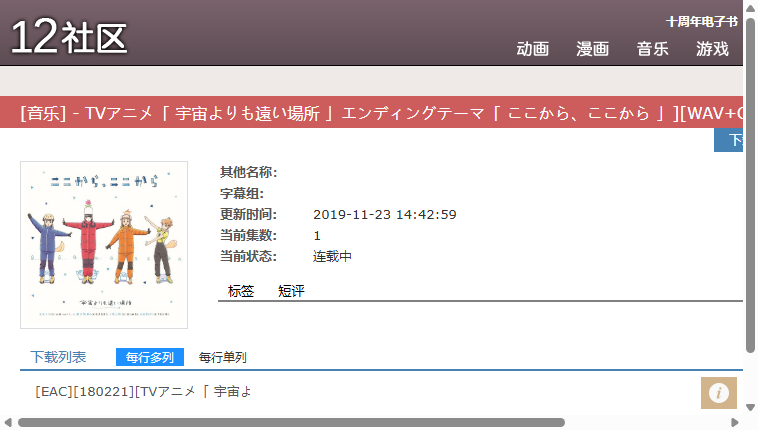 12社区
十周年电子书
动画 漫画 音乐 游戏
[音乐] - TVアニメ「 宇宙よりも遠い場所 」エンディングテーマ「 ここから、ここから 」][WAV+
下
ここから、ここから
宇宙よりも遠い場所
其他名称:
字幕组:
更新时间: 2019-11-23 14:42:59
当前集数: 1
当前状态: 连载中
标签 短评
下载列表 每行多列 每行单列
[EAC][180221][TVアニメ「 宇宙よ
i